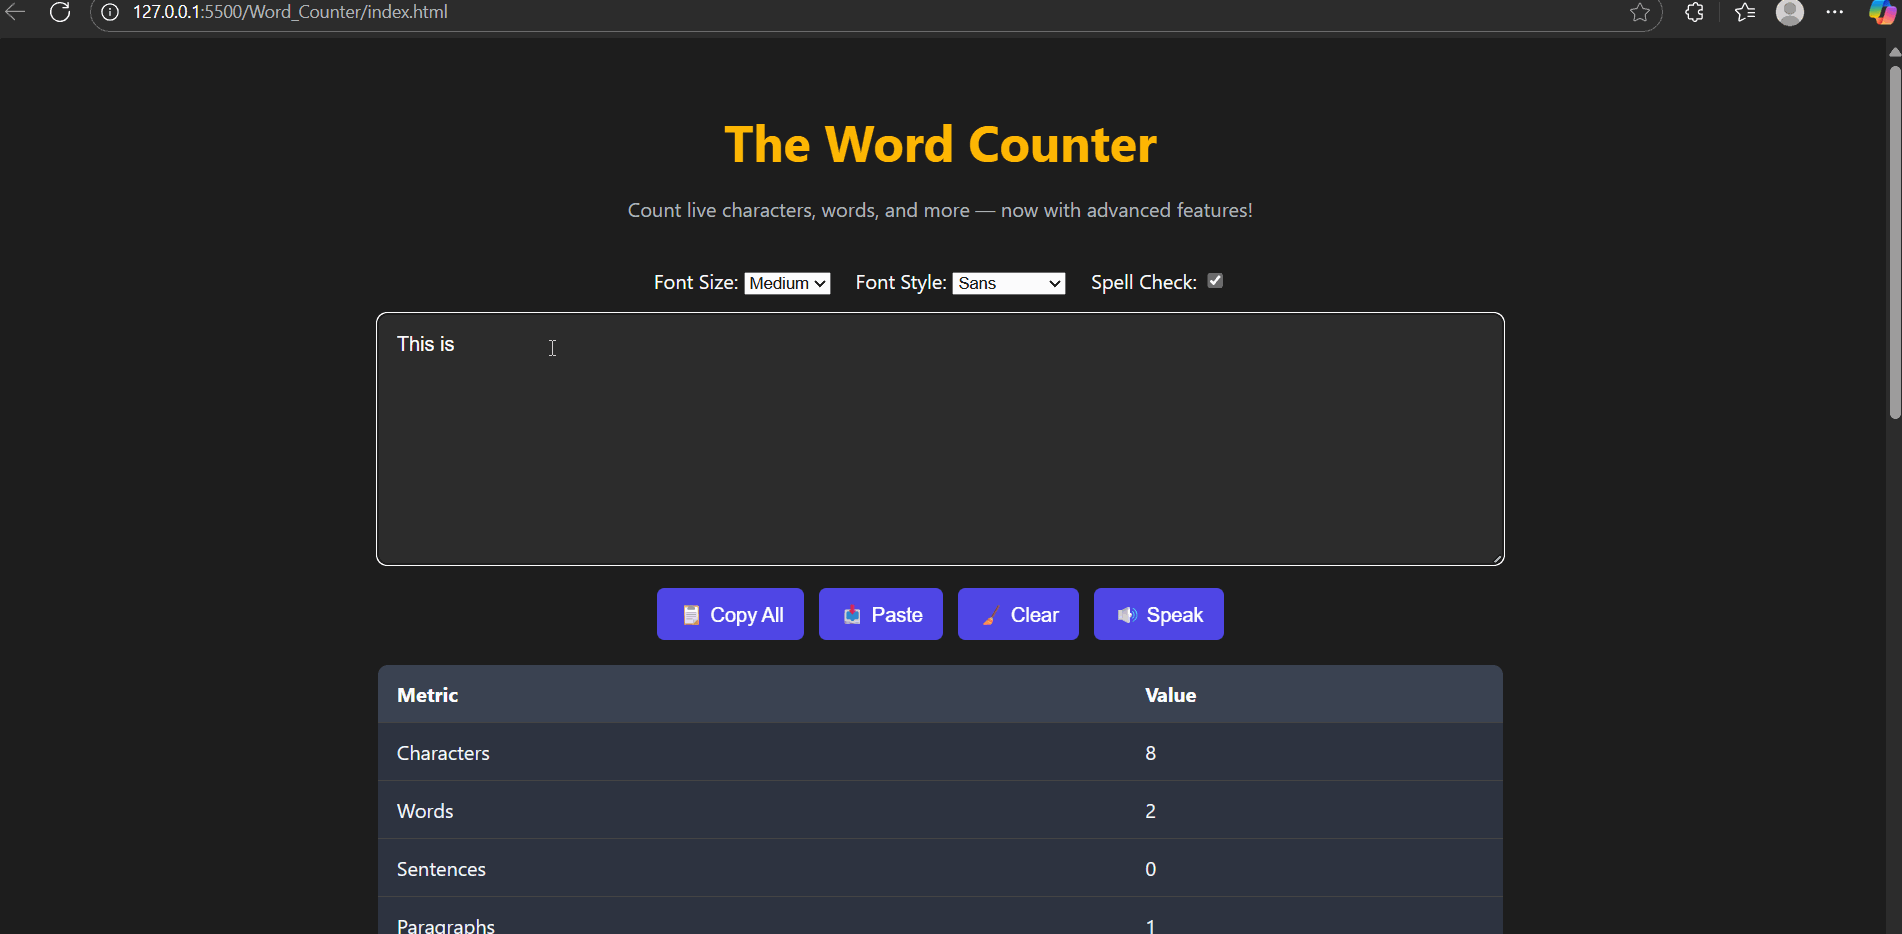 127.0.0.1:5500/Word_Counter/index.html
The Word Counter
Count live characters, words, and more — now with advanced features!
Font Size: Medium Font Style: Sans Spell Check:
This is
Copy All Paste Clear Speak
Metric Value
Characters 8
Words 2
Sentences 0
Paragraphs 1